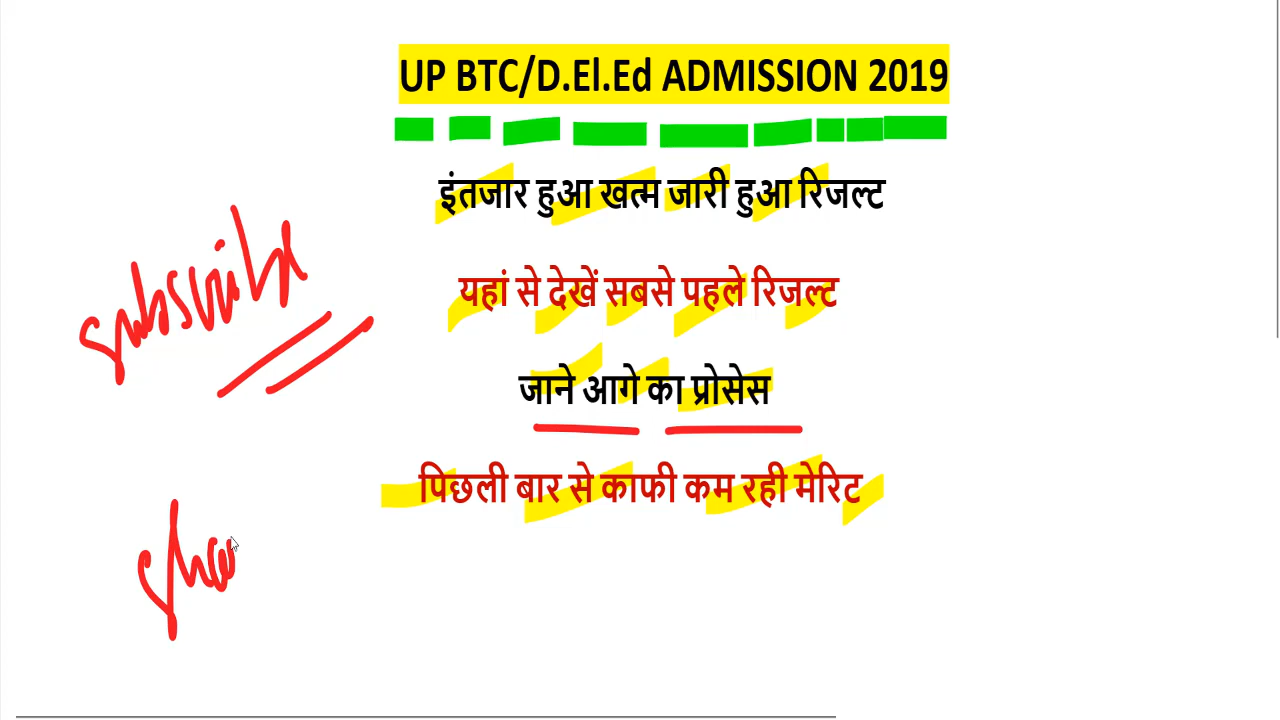 UP BTC/D.El.Ed ADMISSION 2019
इंतजार हुआ खत्म जारी हुआ रिजल्ट
यहां से देखें सबसे पहले रिजल्ट
subscribe
जाने आगे का प्रोसेस
पिछली बार से काफी कम रही मेरिट